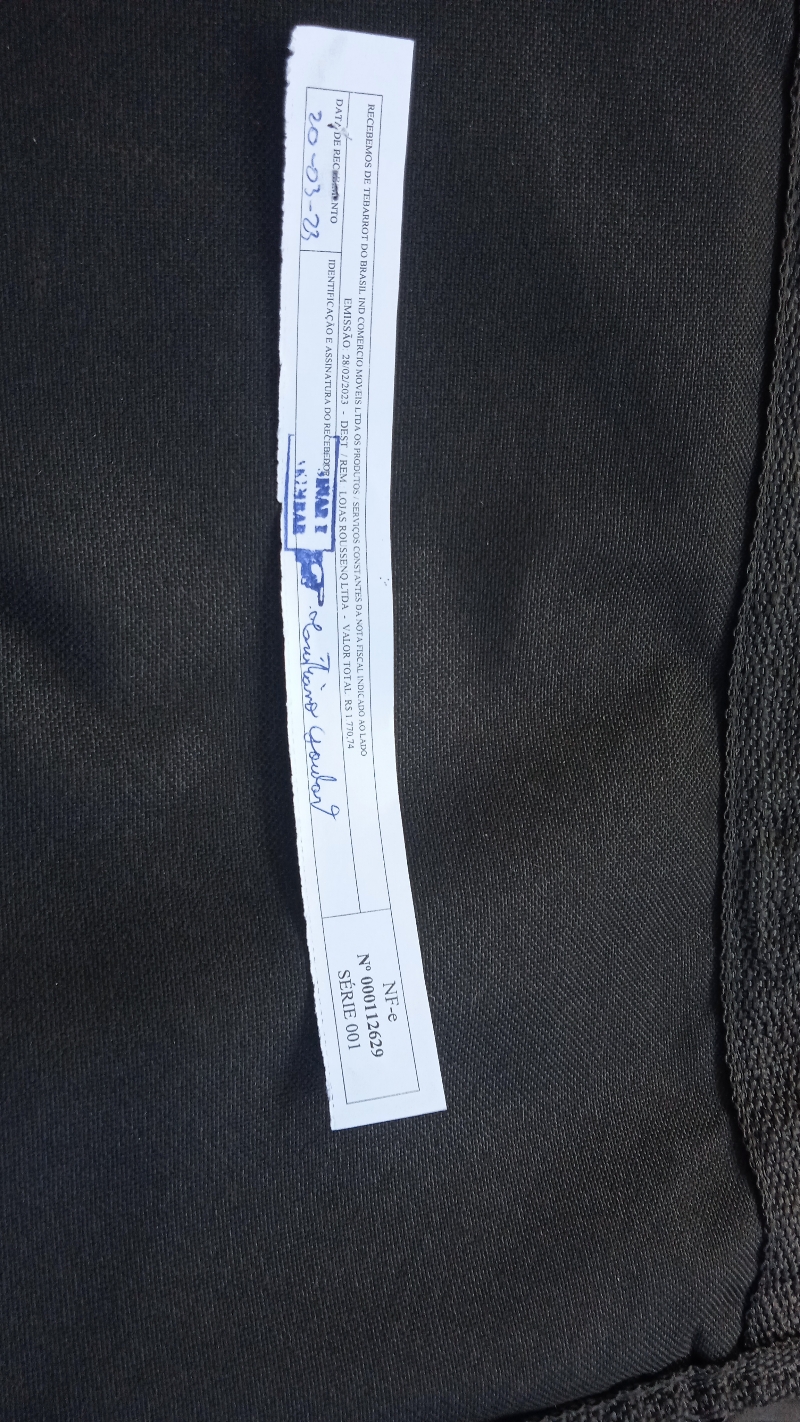 RECEBEMOS DE TEBARROT DO BRASIL IND COMERCIO MOVEIS LTDA OS PRODUTOS / SERVIÇOS CONSTANTES DA NOTA FISCAL INDICADO AO LADO
EMISSÃO 28/02/2023 - DEST / REM LOJAS ROUSSENQ LTDA - VALOR TOTAL R$ 1 770,74
DATA DE RECEBIMENTO
20-03-23
IDENTIFICAÇÃO E ASSINATURA DO RECEBEDOR
NF-e
Nº 000112629
SÉRIE 001